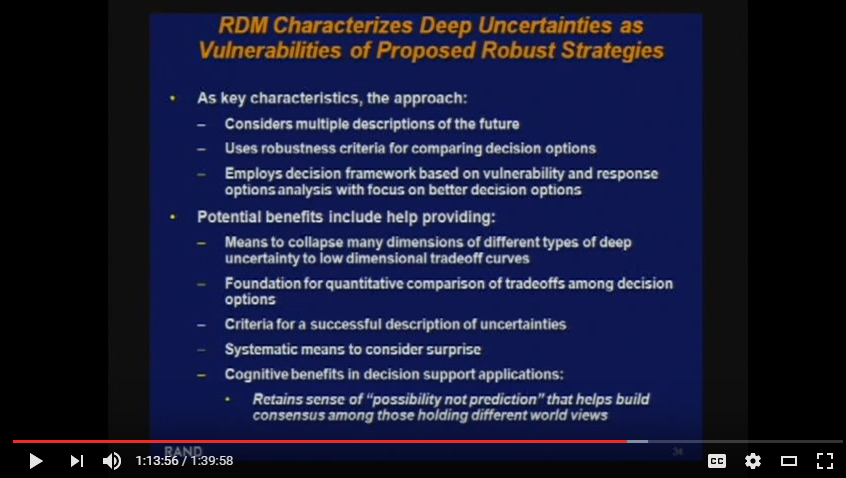 RDM Characterizes Deep Uncertainties as
Vulnerabilities of Proposed Robust Strategies
• As key characteristics, the approach:
– Considers multiple descriptions of the future
– Uses robustness criteria for comparing decision options
– Employs decision framework based on vulnerability and response
options analysis with focus on better decision options
• Potential benefits include help providing:
– Means to collapse many dimensions of different types of deep
uncertainty to low dimensional tradeoff curves
– Foundation for quantitative comparison of tradeoffs among decision
options
– Criteria for a successful description of uncertainties
– Systematic means to consider surprise
– Cognitive benefits in decision support applications:
• Retains sense of “possibility not prediction” that helps build
consensus among those holding different world views
RAND 34
1:13:56 / 1:39:58 CC